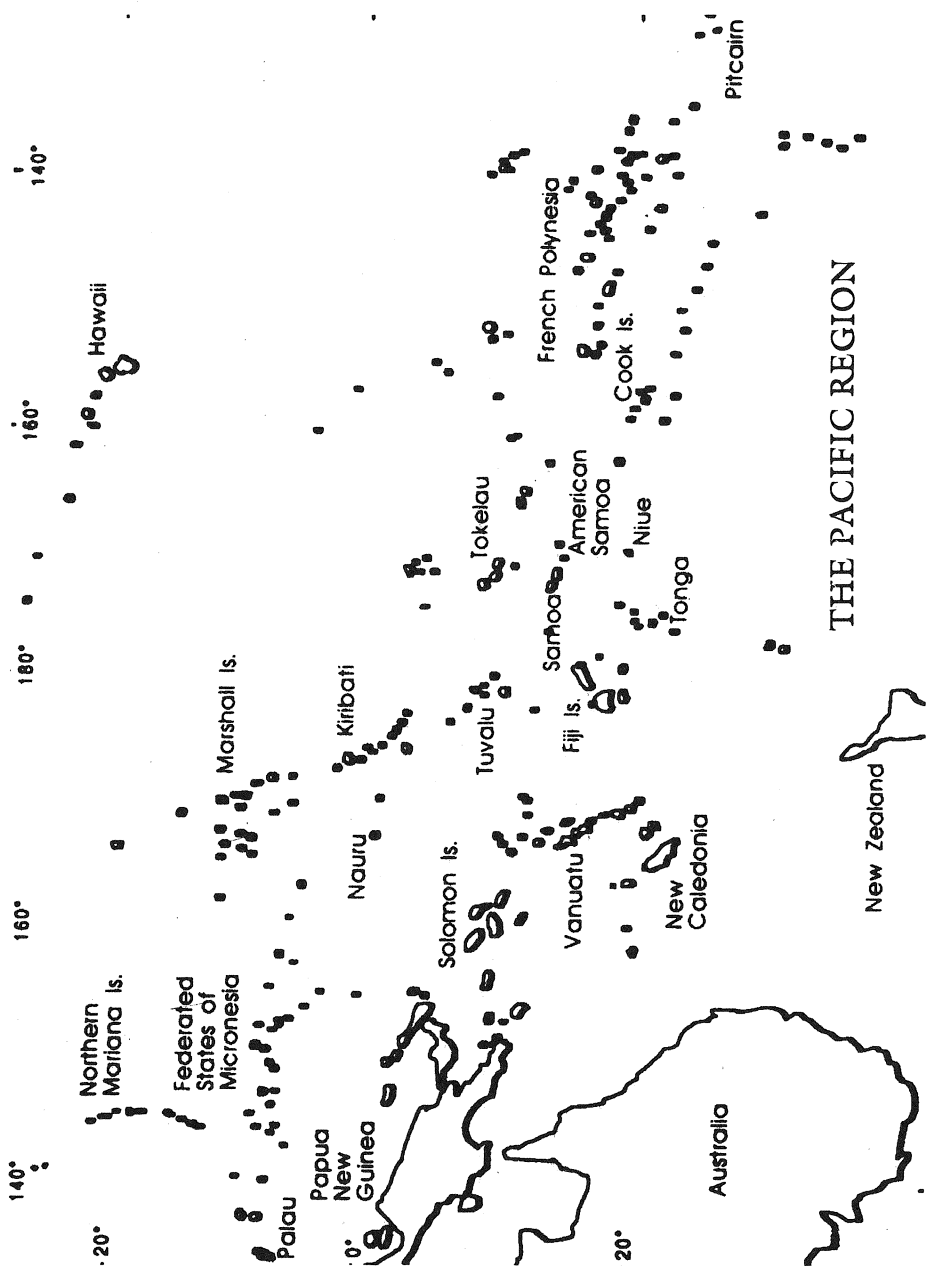 140°
160°
180°
160°
140°
20°
Northern
Mariana Is.
Hawaii
Federated
States of
Micronesia
Marshall Is.
Palau
Papua
New
Guinea
0°
Nauru
Kiribati
Solomon Is.
Tuvalu
Tokelau
Vanuatu
Fiji Is.
Samoa
American
Samoa
French Polynesia
20°
Niue
Cook Is.
New
Caledonia
Tonga
Australia
Pitcairn
THE PACIFIC REGION
New Zealand